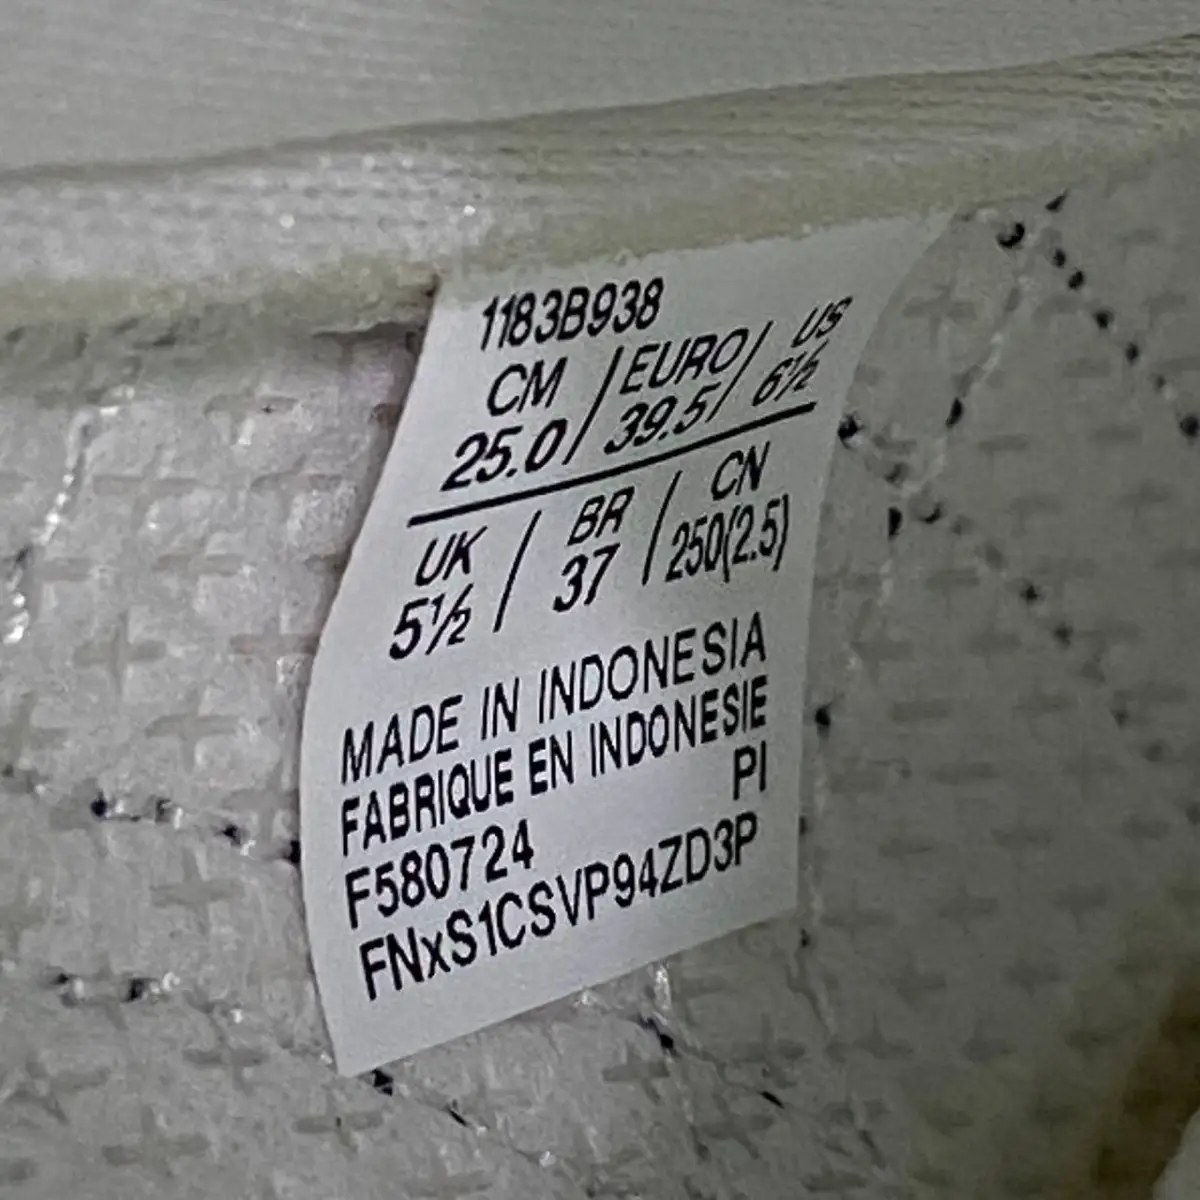 1183B938
CM / EURO / US
25.0 / 39.5 / 6½
UK / BR / CN
5½ / 37 / 250(2.5)
MADE IN INDONESIA
FABRIQUE EN INDONESIE
PI
F580724
FNxS1CSVP94ZD3P